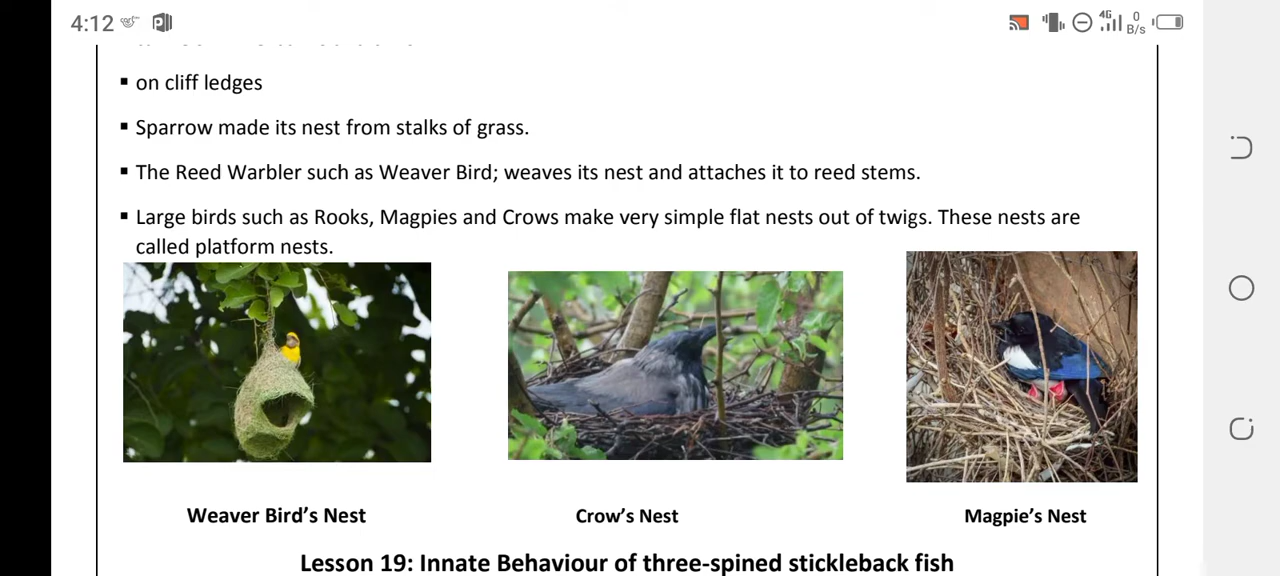 4:12
4G 0
B/s
▪ on cliff ledges
▪ Sparrow made its nest from stalks of grass.
▪ The Reed Warbler such as Weaver Bird; weaves its nest and attaches it to reed stems.
▪ Large birds such as Rooks, Magpies and Crows make very simple flat nests out of twigs. These nests are
called platform nests.
Weaver Bird's Nest Crow's Nest Magpie's Nest
Lesson 19: Innate Behaviour of three-spined stickleback fish